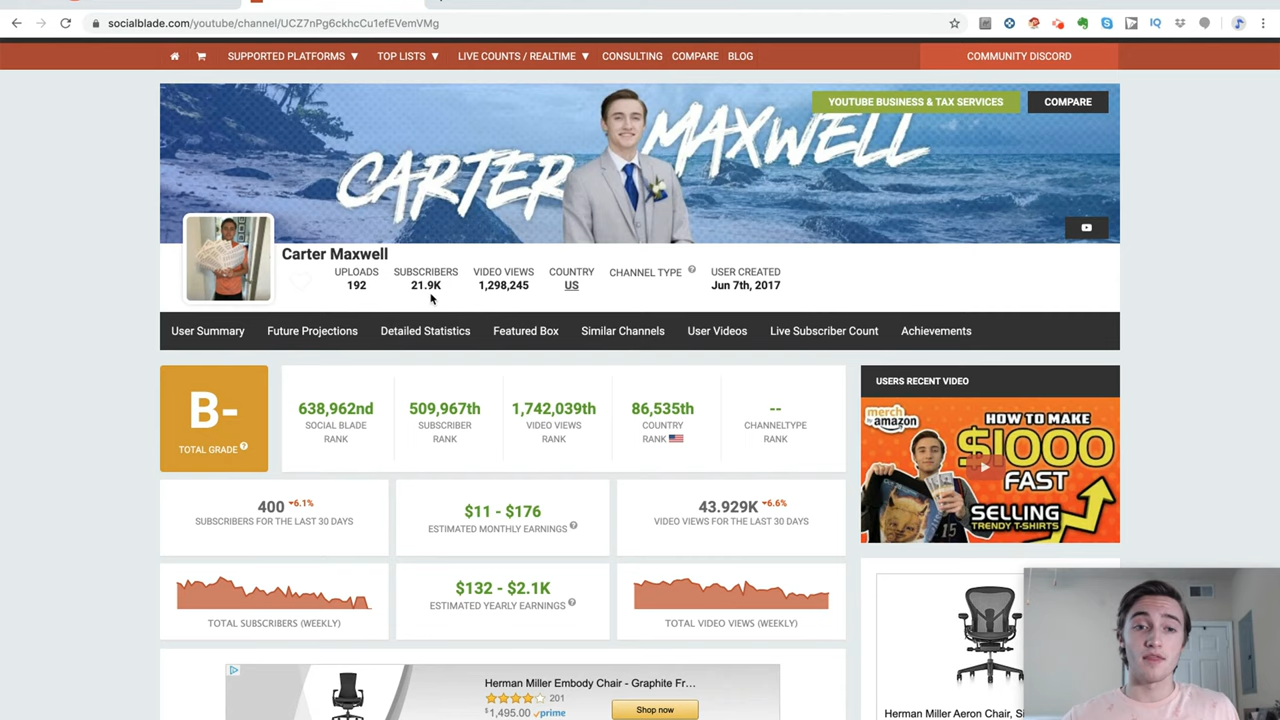 socialblade.com/youtube/channel/UCZ7nPg6ckhcCu1efEVemVMg
SUPPORTED PLATFORMS ▼ TOP LISTS ▼ LIVE COUNTS / REALTIME ▼ CONSULTING COMPARE BLOG COMMUNITY DISCORD
YOUTUBE BUSINESS & TAX SERVICES COMPARE
CARTER MAXWELL
Carter Maxwell
UPLOADS SUBSCRIBERS VIDEO VIEWS COUNTRY CHANNEL TYPE USER CREATED
192 21.9K 1,298,245 US Jun 7th, 2017
User Summary Future Projections Detailed Statistics Featured Box Similar Channels User Videos Live Subscriber Count Achievements
B-
TOTAL GRADE
638,962nd 509,967th 1,742,039th 86,535th --
SOCIAL BLADE SUBSCRIBER VIDEO VIEWS COUNTRY CHANNELTYPE
RANK RANK RANK RANK RANK
USERS RECENT VIDEO
merch by amazon
HOW TO MAKE
$1000
FAST
SELLING
TRENDY T-SHIRTS
15
400 -6.1% $11 - $176 43.929K -6.6%
SUBSCRIBERS FOR THE LAST 30 DAYS ESTIMATED MONTHLY EARNINGS VIDEO VIEWS FOR THE LAST 30 DAYS
$132 - $2.1K
ESTIMATED YEARLY EARNINGS
TOTAL SUBSCRIBERS (WEEKLY) TOTAL VIDEO VIEWS (WEEKLY)
Herman Miller Embody Chair - Graphite Fr...
201
$1,495.00 prime Shop now
Herman Miller Aeron Chair, Si